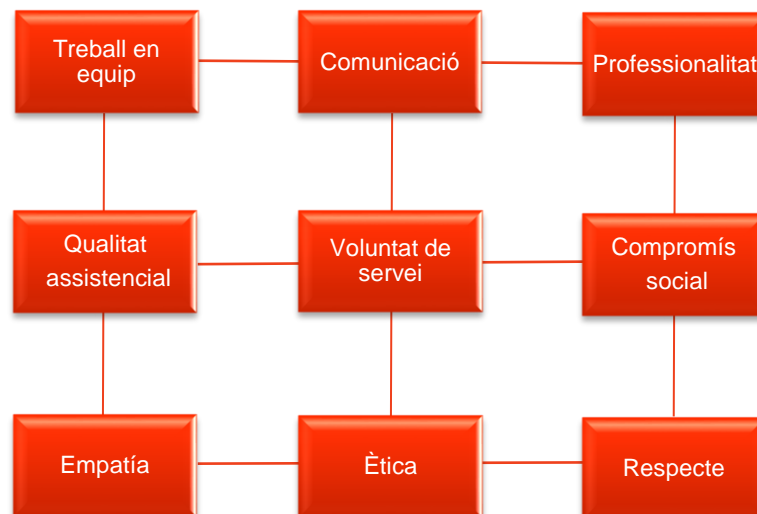 Treball en
equip
Comunicació
Professionalitat
Qualitat
assistencial
Voluntat de
servei
Compromís
social
Empatía
Ètica
Respecte